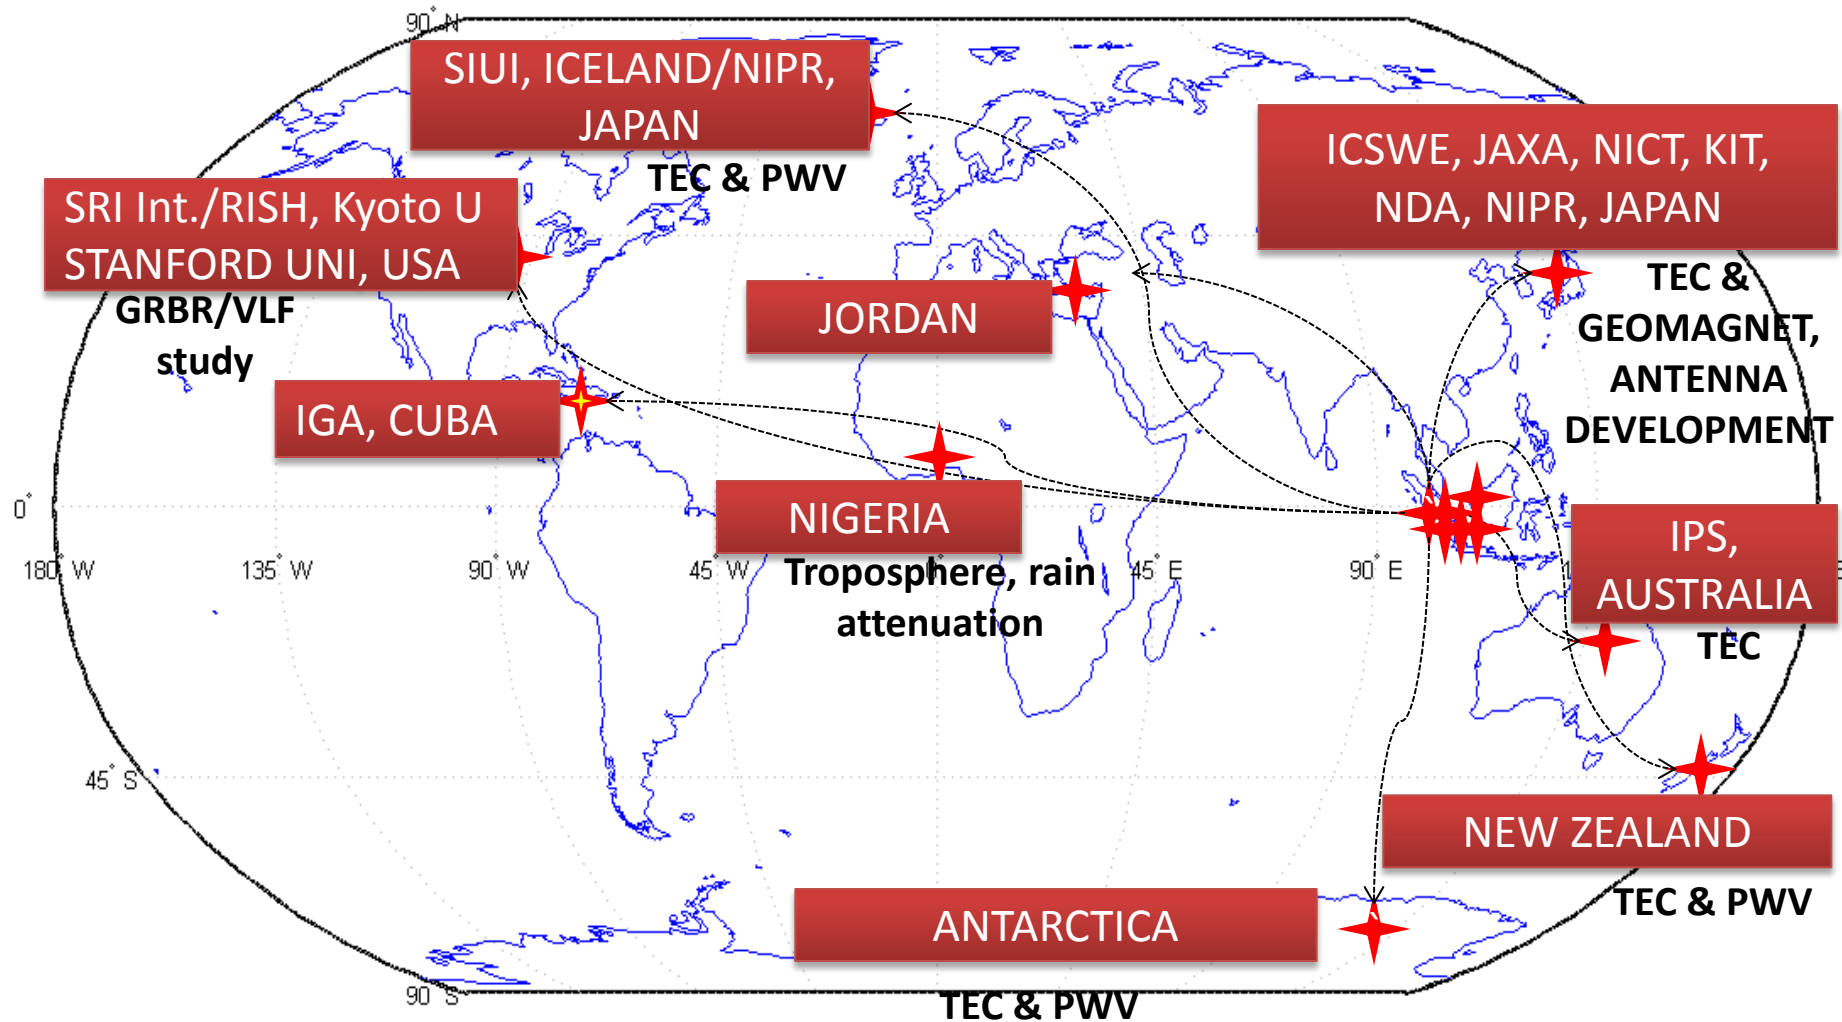 90° N
SIUI, ICELAND/NIPR,
JAPAN
TEC & PWV
ICSWE, JAXA, NICT, KIT,
NDA, NIPR, JAPAN
TEC &
GEOMAGNET,
ANTENNA
DEVELOPMENT
SRI Int./RISH, Kyoto U
STANFORD UNI, USA
GRBR/VLF
study
JORDAN
IGA, CUBA
NIGERIA
Troposphere, rain
attenuation
0°
180° W
135° W
90° W
45° W
45° E
90° E
IPS,
AUSTRALIA
TEC
45° S
NEW ZEALAND
TEC & PWV
ANTARCTICA
90° S
TEC & PWV